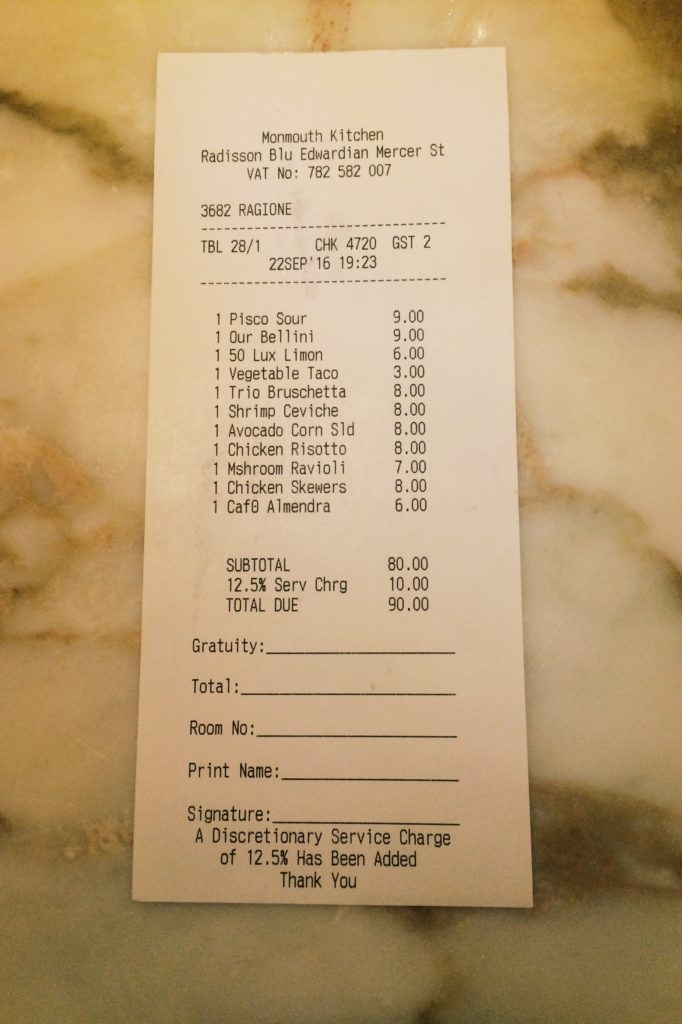 Monmouth Kitchen
Radisson Blu Edwardian Mercer St
VAT No: 782 582 007
3682 RAGIONE
--------------------------------
TBL 28/1 CHK 4720 GST 2
22SEP'16 19:23
--------------------------------
1 Pisco Sour 9.00
1 Our Bellini 9.00
1 50 Lux Limon 6.00
1 Vegetable Taco 3.00
1 Trio Bruschetta 8.00
1 Shrimp Ceviche 8.00
1 Avocado Corn Sld 8.00
1 Chicken Risotto 8.00
1 Mshroom Ravioli 7.00
1 Chicken Skewers 8.00
1 Caf0 Almendra 6.00
SUBTOTAL 80.00
12.5% Serv Chrg 10.00
TOTAL DUE 90.00
Gratuity:____________________
Total:_______________________
Room No:_____________________
Print Name:___________________
Signature:____________________
A Discretionary Service Charge
of 12.5% Has Been Added
Thank You